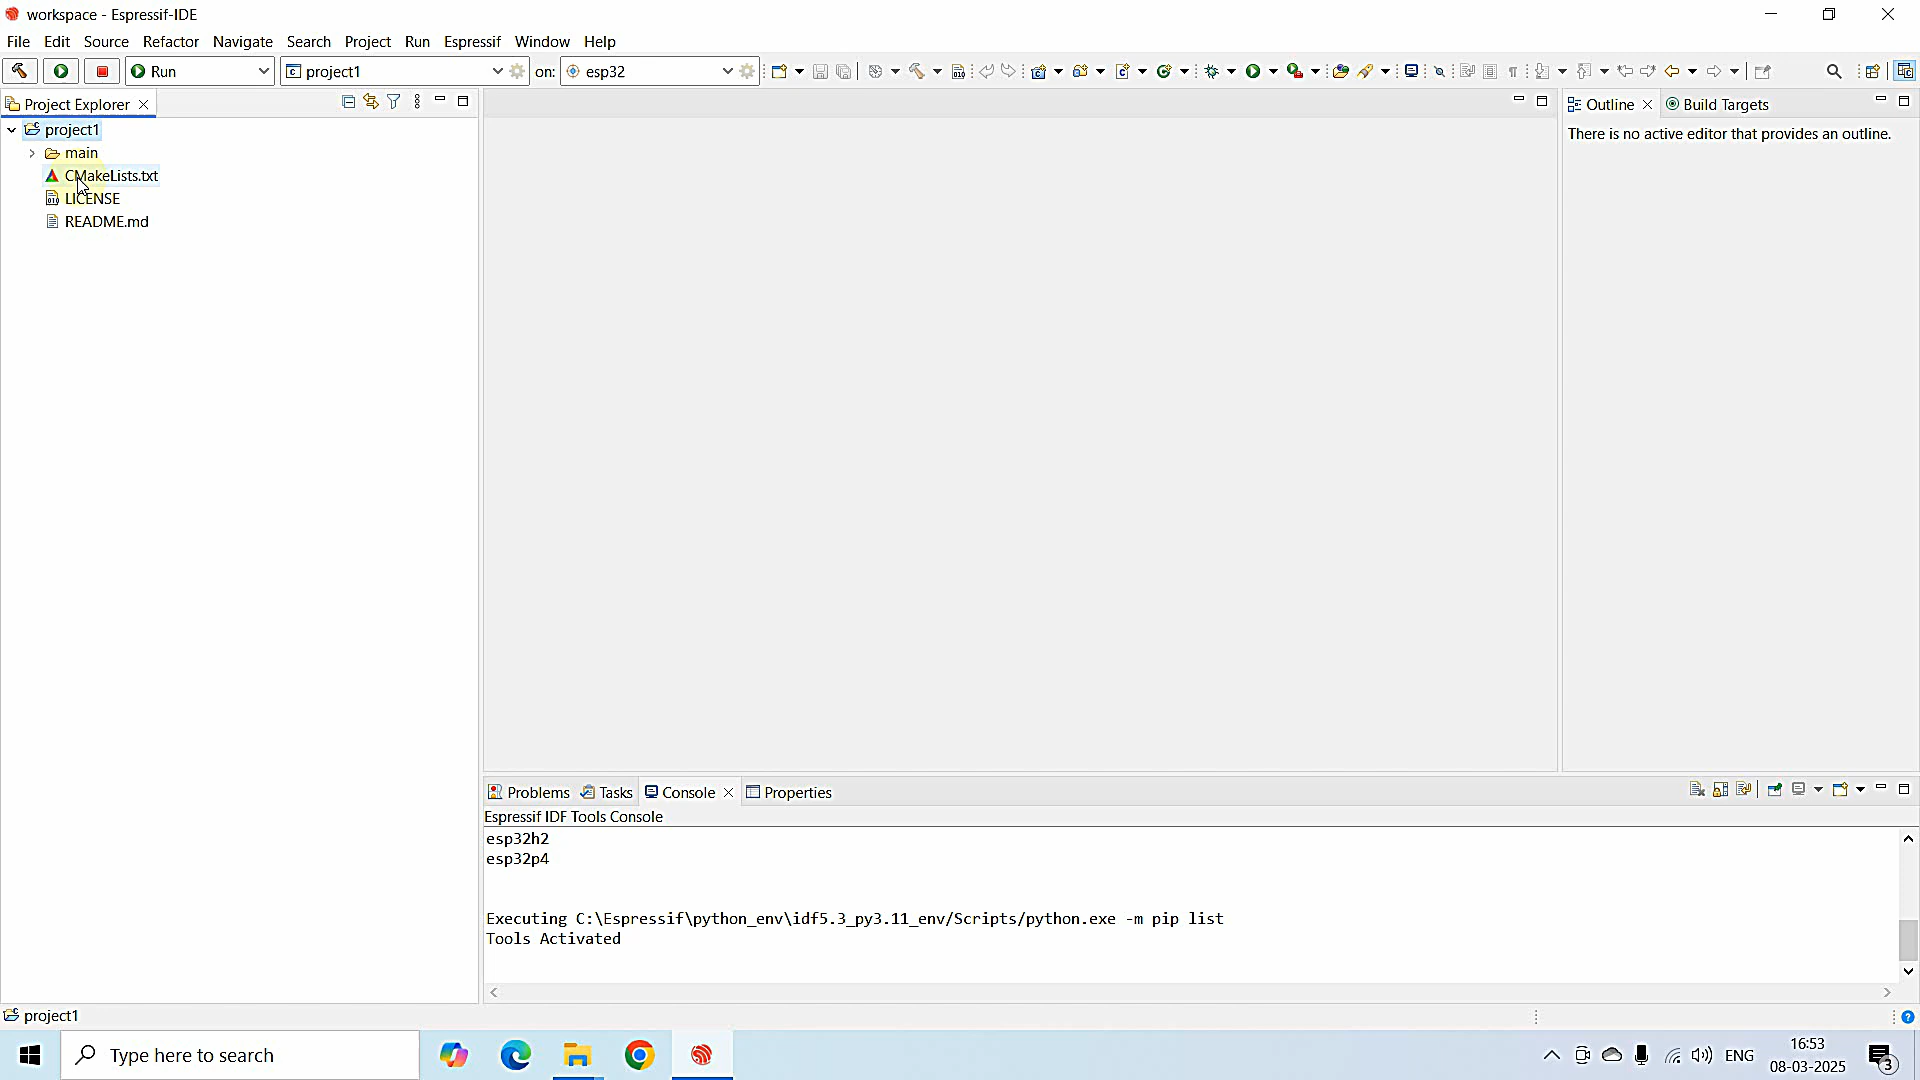 workspace - Espressif-IDE
File Edit Source Refactor Navigate Search Project Run Espressif Window Help
Run project1 on: esp32
Project Explorer
project1
main
CMakeLists.txt
LICENSE
README.md
Outline Build Targets
There is no active editor that provides an outline.
Problems Tasks Console Properties
Espressif IDF Tools Console
esp32h2
esp32p4
Executing C:\Espressif\python_env\idf5.3_py3.11_env/Scripts/python.exe -m pip list
Tools Activated
project1
Type here to search
ENG
16:53
08-03-2025
3